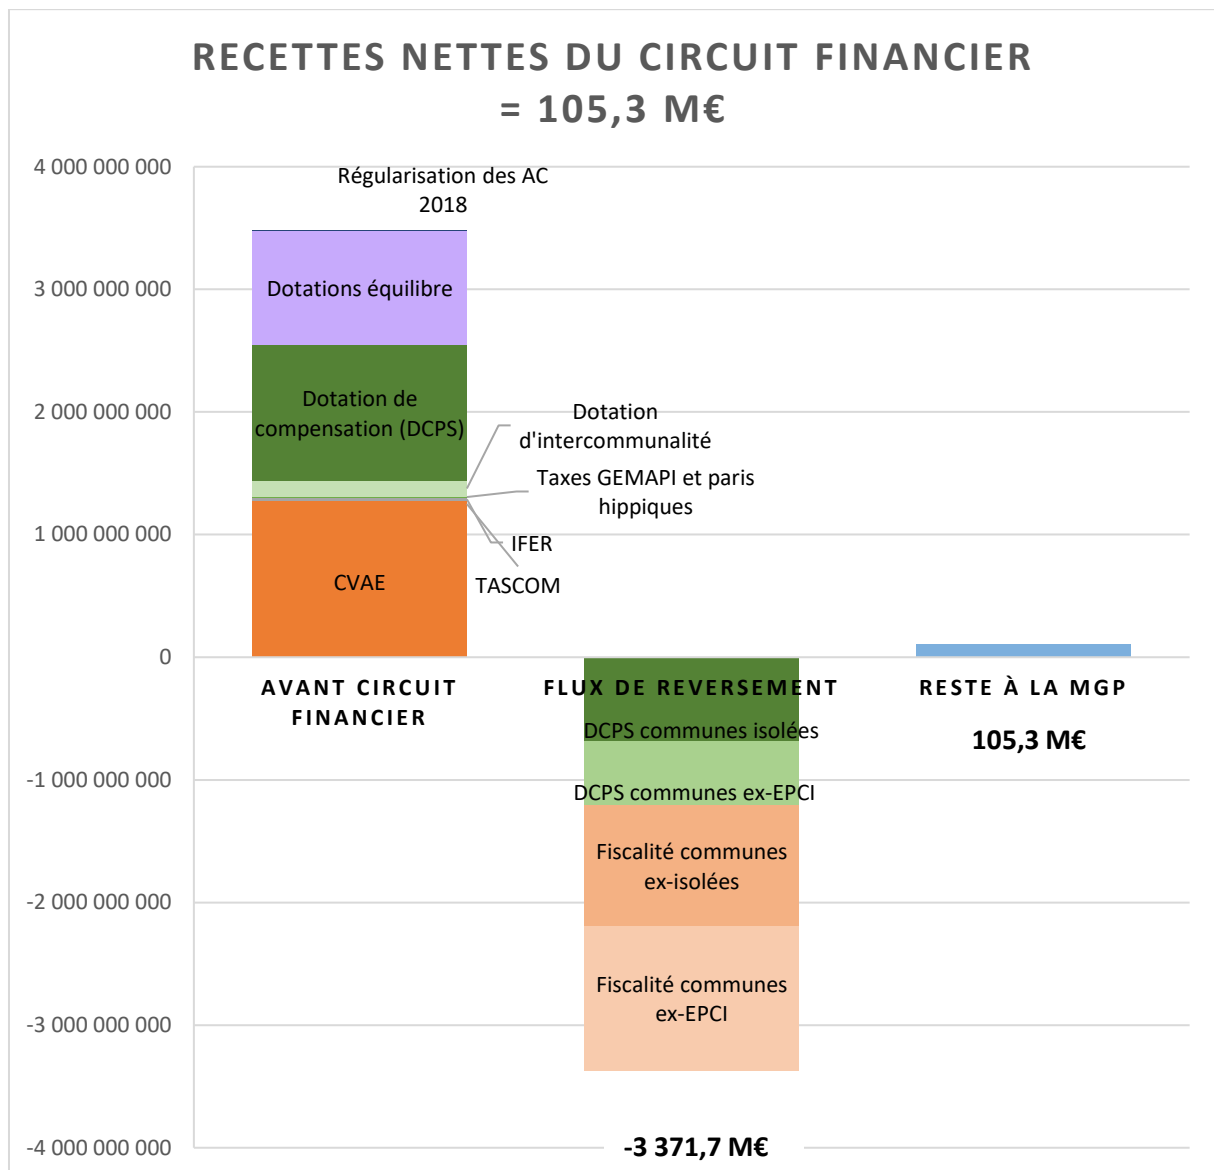 RECETTES NETTES DU CIRCUIT FINANCIER
= 105,3 M€
4 000 000 000
3 000 000 000
2 000 000 000
1 000 000 000
0
-1 000 000 000
-2 000 000 000
-3 000 000 000
-4 000 000 000
Régularisation des AC
2018
Dotations équilibre
Dotation de
compensation (DCPS)
Dotation
d'intercommunalité
Taxes GEMAPI et paris
hippiques
IFER
TASCOM
CVAE
AVANT CIRCUIT
FINANCIER
FLUX DE REVERSEMENT
DCPS communes isolées
DCPS communes ex-EPCI
Fiscalité communes
ex-isolées
Fiscalité communes
ex-EPCI
-3 371,7 M€
RESTE À LA MGP
105,3 M€